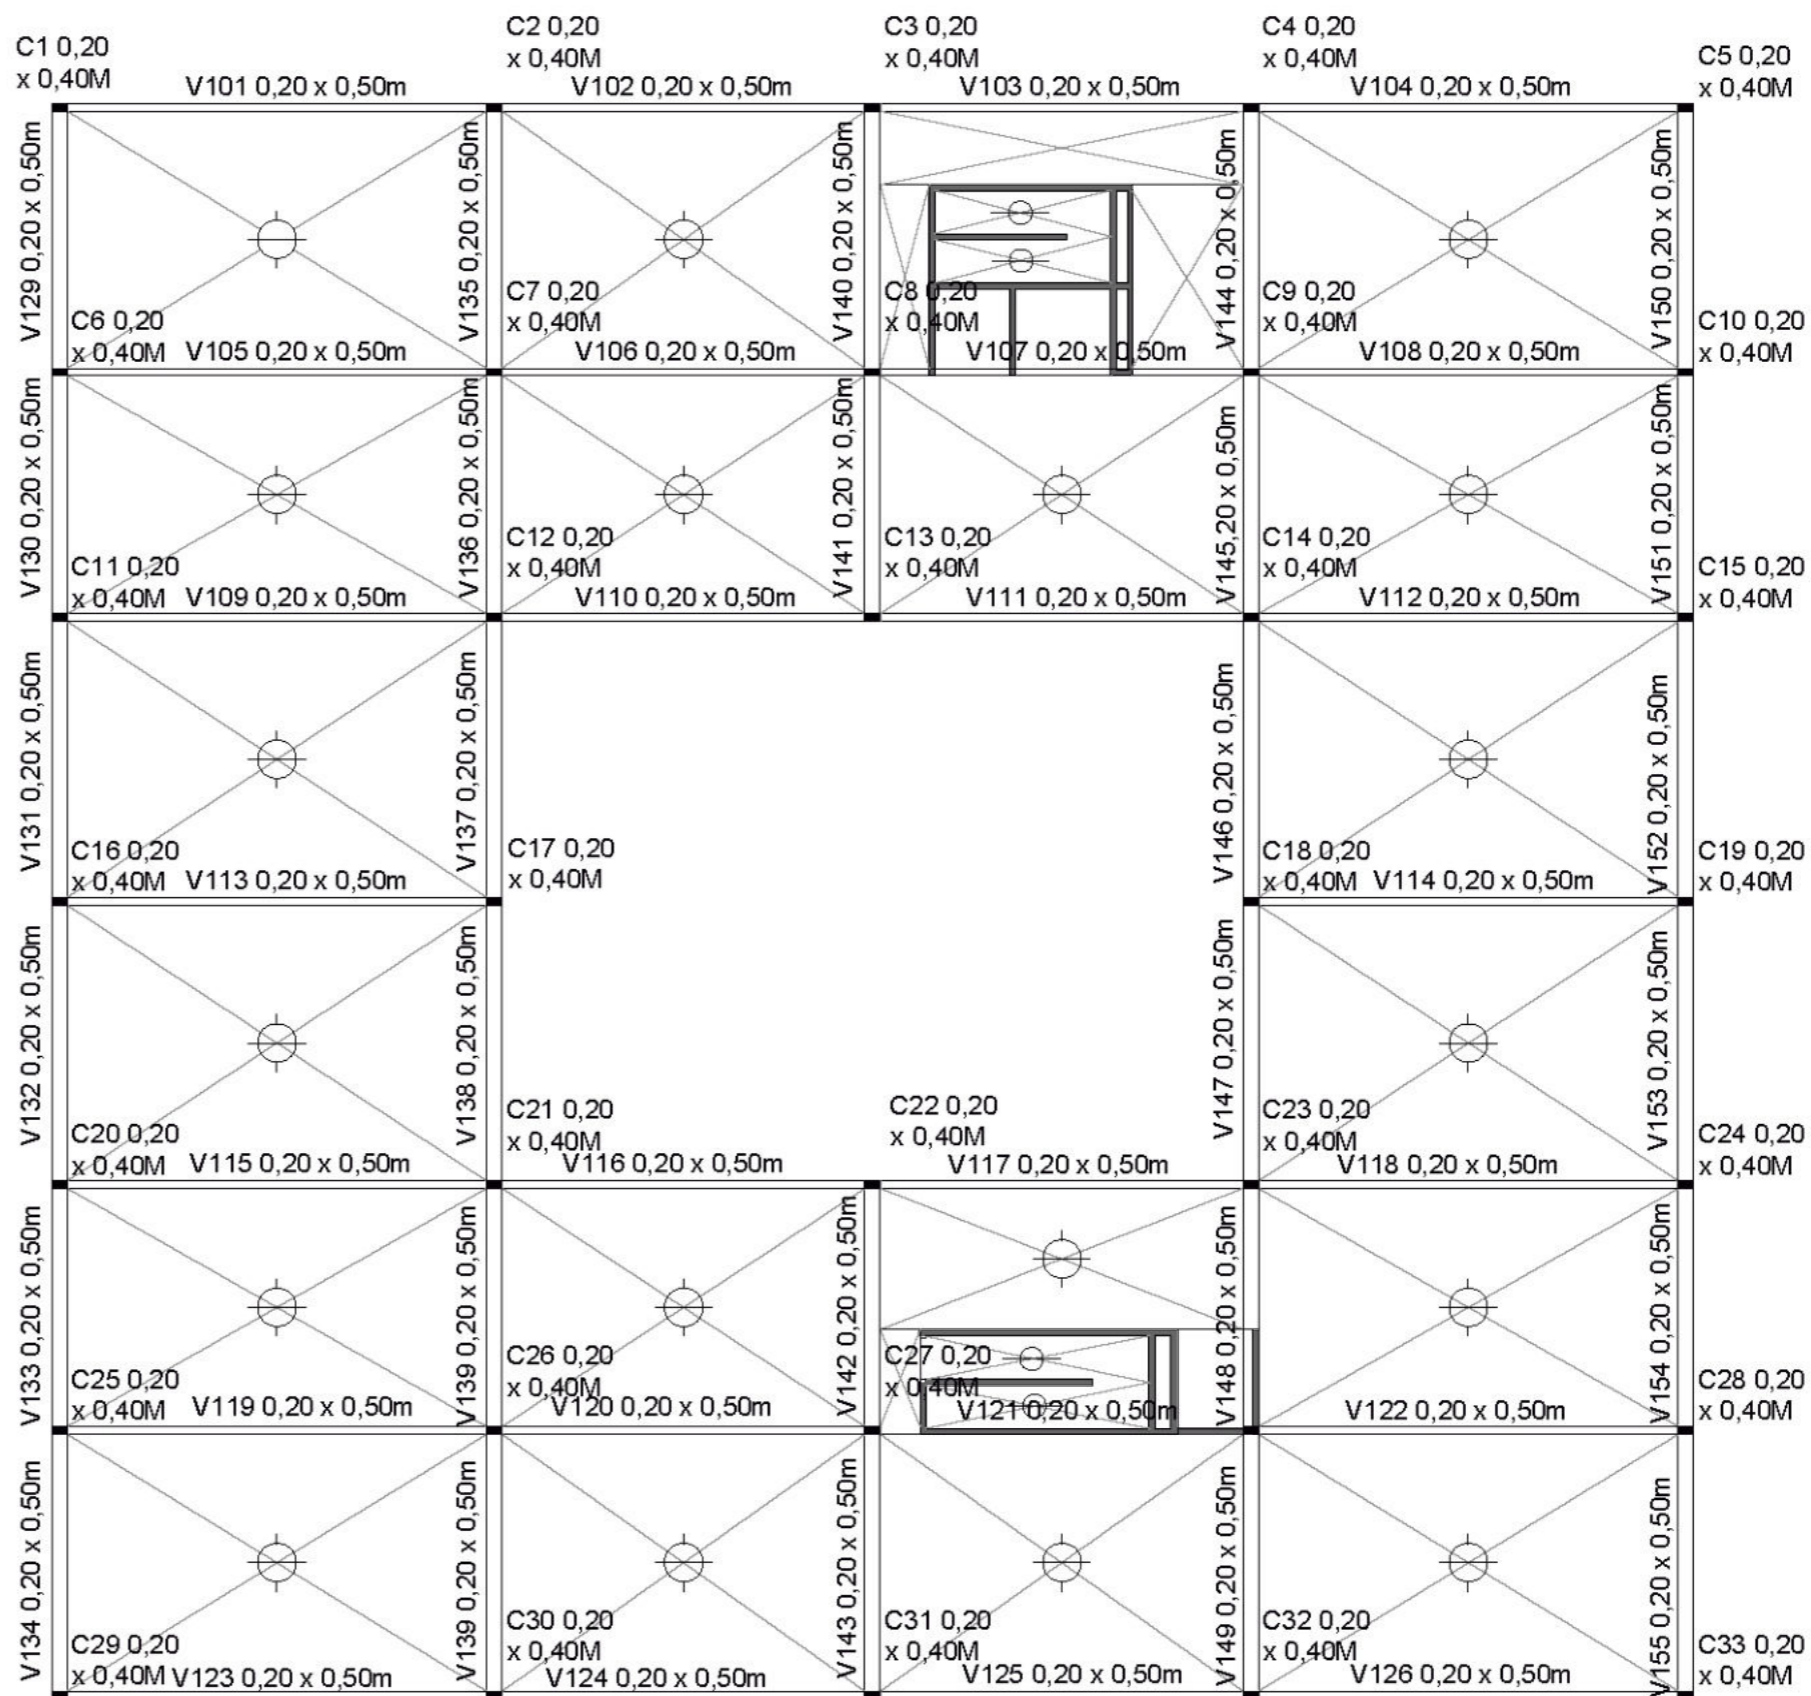 C1 0,20
x 0,40M
V101 0,20 x 0,50m
C2 0,20
x 0,40M
V102 0,20 x 0,50m
C3 0,20
x 0,40M
V103 0,20 x 0,50m
C4 0,20
x 0,40M
V104 0,20 x 0,50m
C5 0,20
x 0,40M
V129 0,20 x 0,50m
V135 0,20 x 0,50m
V140 0,20 x 0,50m
V144 0,20 x 0,50m
V150 0,20 x 0,50m
C6 0,20
x 0,40M
V105 0,20 x 0,50m
C7 0,20
x 0,40M
V106 0,20 x 0,50m
C8 0,20
x 0,40M
V107 0,20 x 0,50m
C9 0,20
x 0,40M
V108 0,20 x 0,50m
C10 0,20
x 0,40M
V130 0,20 x 0,50m
V136 0,20 x 0,50m
V141 0,20 x 0,50m
V145,20 x 0,50m
V151 0,20 x 0,50m
C11 0,20
x 0,40M
V109 0,20 x 0,50m
C12 0,20
x 0,40M
V110 0,20 x 0,50m
C13 0,20
x 0,40M
V111 0,20 x 0,50m
C14 0,20
x 0,40M
V112 0,20 x 0,50m
C15 0,20
x 0,40M
V131 0,20 x 0,50m
V137 0,20 x 0,50m
V146 0,20 x 0,50m
V152 0,20 x 0,50m
C16 0,20
x 0,40M
V113 0,20 x 0,50m
C17 0,20
x 0,40M
C18 0,20
x 0,40M
V114 0,20 x 0,50m
C19 0,20
x 0,40M
V132 0,20 x 0,50m
V138 0,20 x 0,50m
V147 0,20 x 0,50m
V153 0,20 x 0,50m
C20 0,20
x 0,40M
V115 0,20 x 0,50m
C21 0,20
x 0,40M
V116 0,20 x 0,50m
C22 0,20
x 0,40M
V117 0,20 x 0,50m
C23 0,20
x 0,40M
V118 0,20 x 0,50m
C24 0,20
x 0,40M
V133 0,20 x 0,50m
V139 0,20 x 0,50m
V142 0,20 x 0,50m
V148 0,20 x 0,50m
V154 0,20 x 0,50m
C25 0,20
x 0,40M
V119 0,20 x 0,50m
C26 0,20
x 0,40M
V120 0,20 x 0,50m
C27 0,20
x 0,40M
V121 0,20 x 0,50m
V122 0,20 x 0,50m
C28 0,20
x 0,40M
V134 0,20 x 0,50m
V139 0,20 x 0,50m
V143 0,20 x 0,50m
V149 0,20 x 0,50m
V155 0,20 x 0,50m
C29 0,20
x 0,40M
V123 0,20 x 0,50m
C30 0,20
x 0,40M
V124 0,20 x 0,50m
C31 0,20
x 0,40M
V125 0,20 x 0,50m
C32 0,20
x 0,40M
V126 0,20 x 0,50m
C33 0,20
x 0,40M